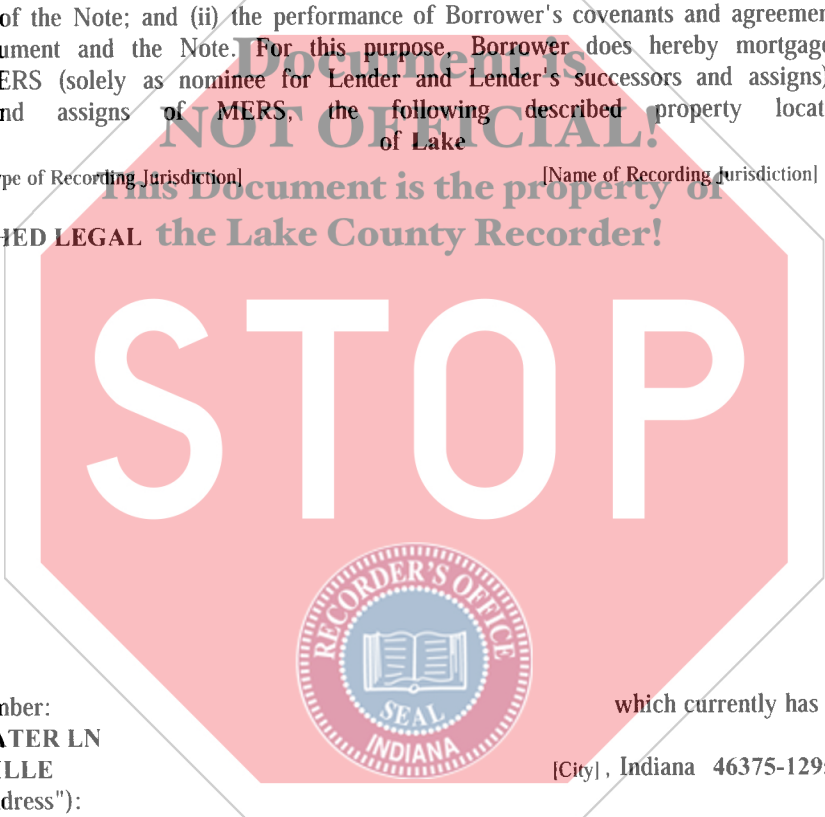 of the Note; and (ii) the performance of Borrower's covenants and agreemen
ument and the Note. For this purpose, Borrower does hereby mortgage
Document is
ERS (solely as nominee for Lender and Lender's successors and assigns)
nd assigns of MERS, the following described property locat
NOT OFFICIAL!
of Lake
pe of Recording Jurisdiction] [Name of Recording Jurisdiction]
This Document is the property of
HED LEGAL
the Lake County Recorder!
STOP
RECORDER'S OFFICE
SEAL
INDIANA
mber: which currently has
ATER LN
ILLE [City], Indiana 46375-129
dress"):